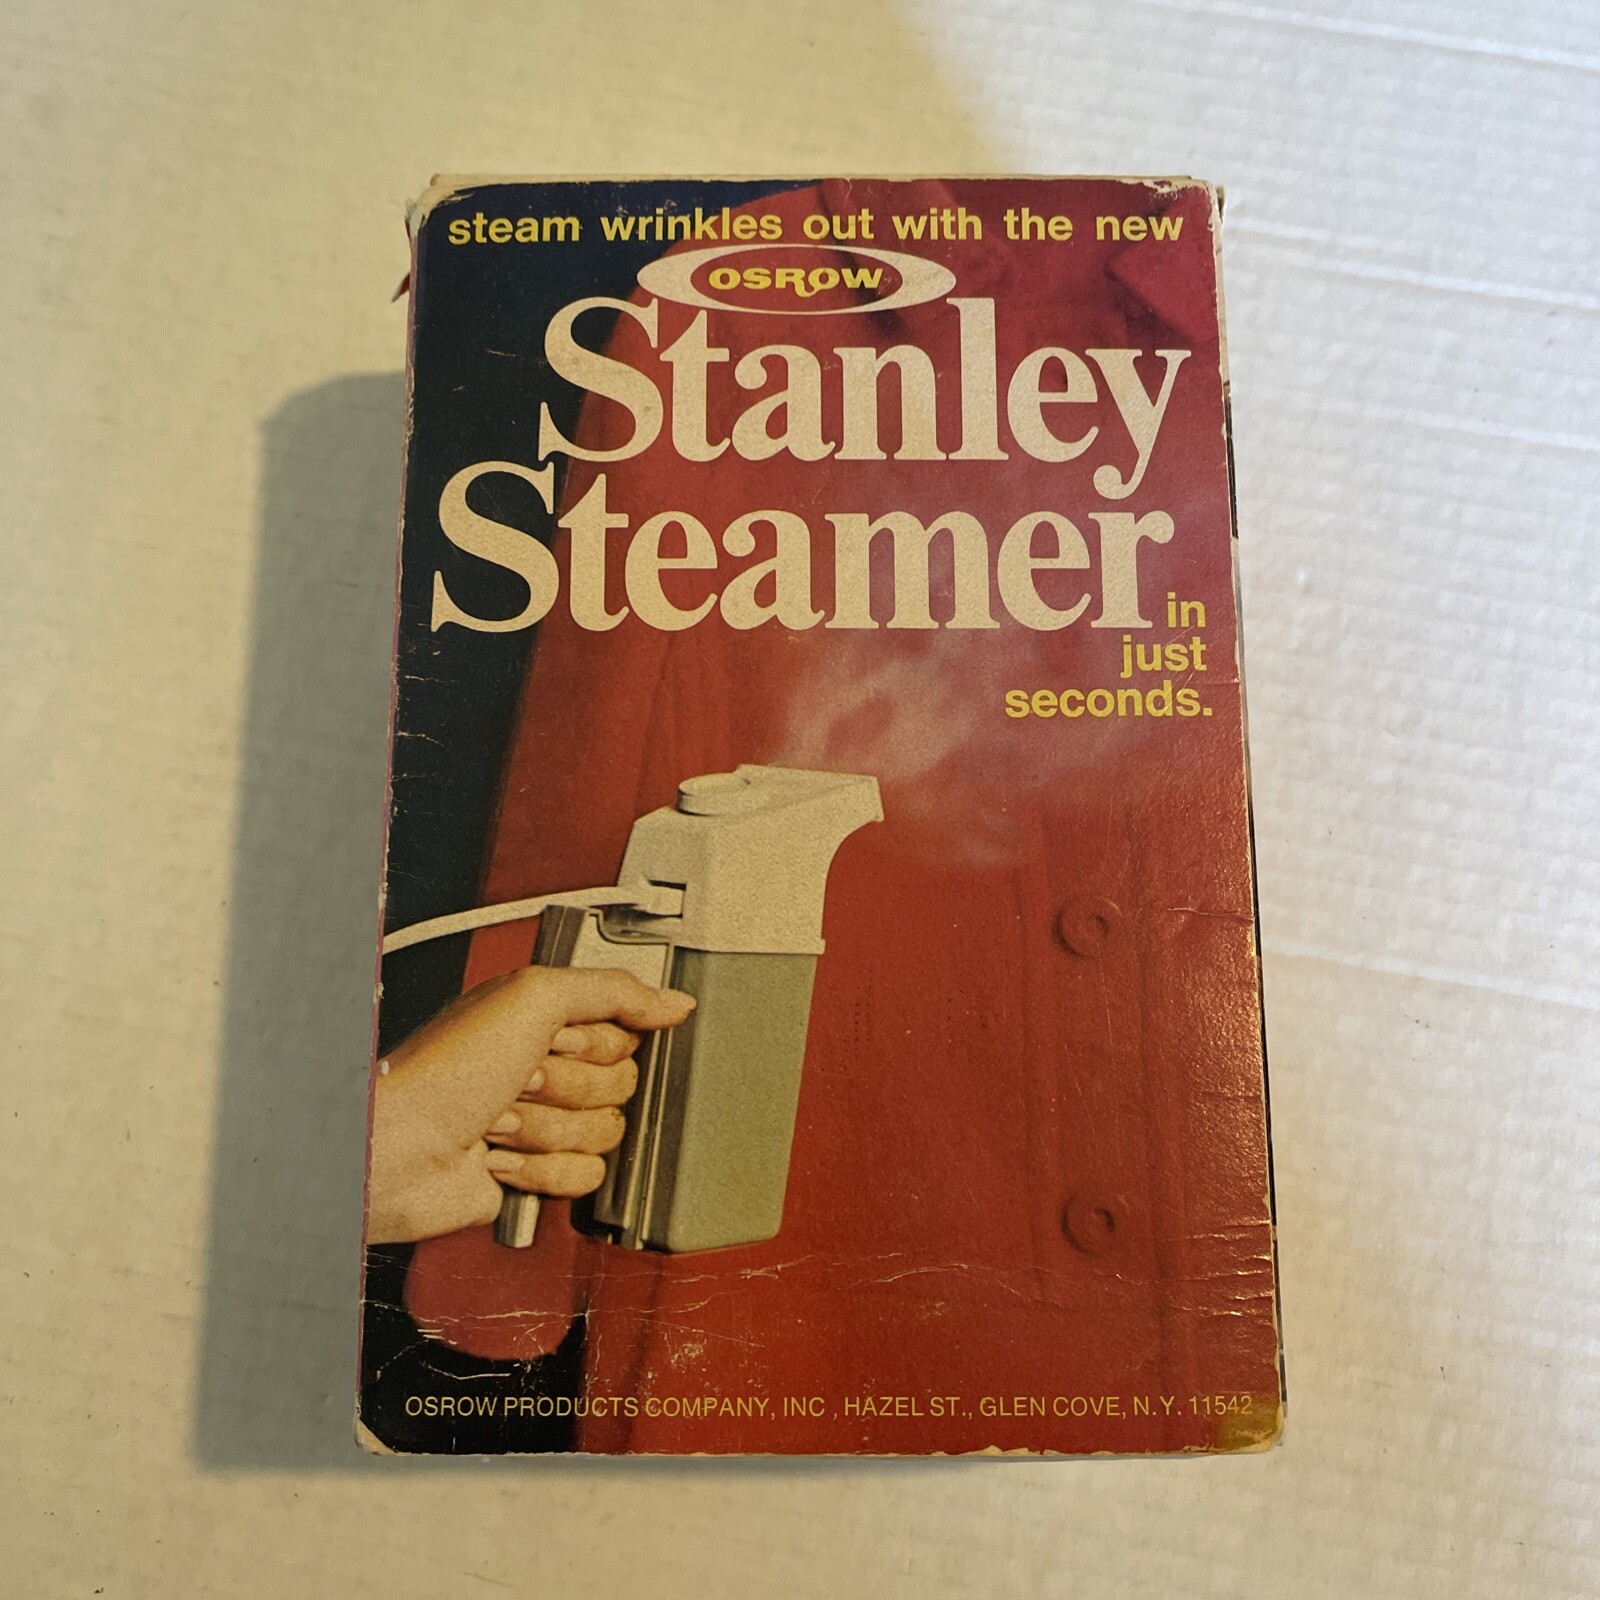 steam wrinkles out with the new
OSROW
Stanley
Steamer
in
just
seconds.
OSROW PRODUCTS COMPANY, INC , HAZEL ST., GLEN COVE, N.Y. 11542